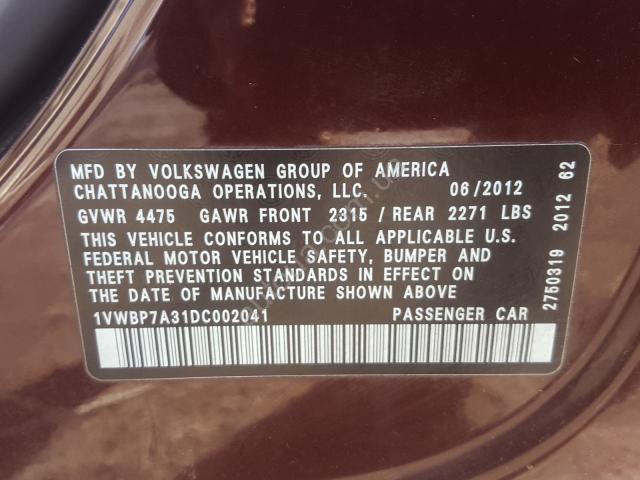 MFD BY VOLKSWAGEN GROUP OF AMERICA
CHATTANOOGA OPERATIONS, LLC. 06/2012
GVWR 4475 GAWR FRONT 2315/REAR 2271 LBS
THIS VEHICLE CONFORMS TO ALL APPLICABLE U.S.
FEDERAL MOTOR VEHICLE SAFETY, BUMPER AND
THEFT PREVENTION STANDARDS IN EFFECT ON
THE DATE OF MANUFACTURE SHOWN ABOVE
1VWBP7A31DC002041 PASSENGER CAR
2750319 2012 62